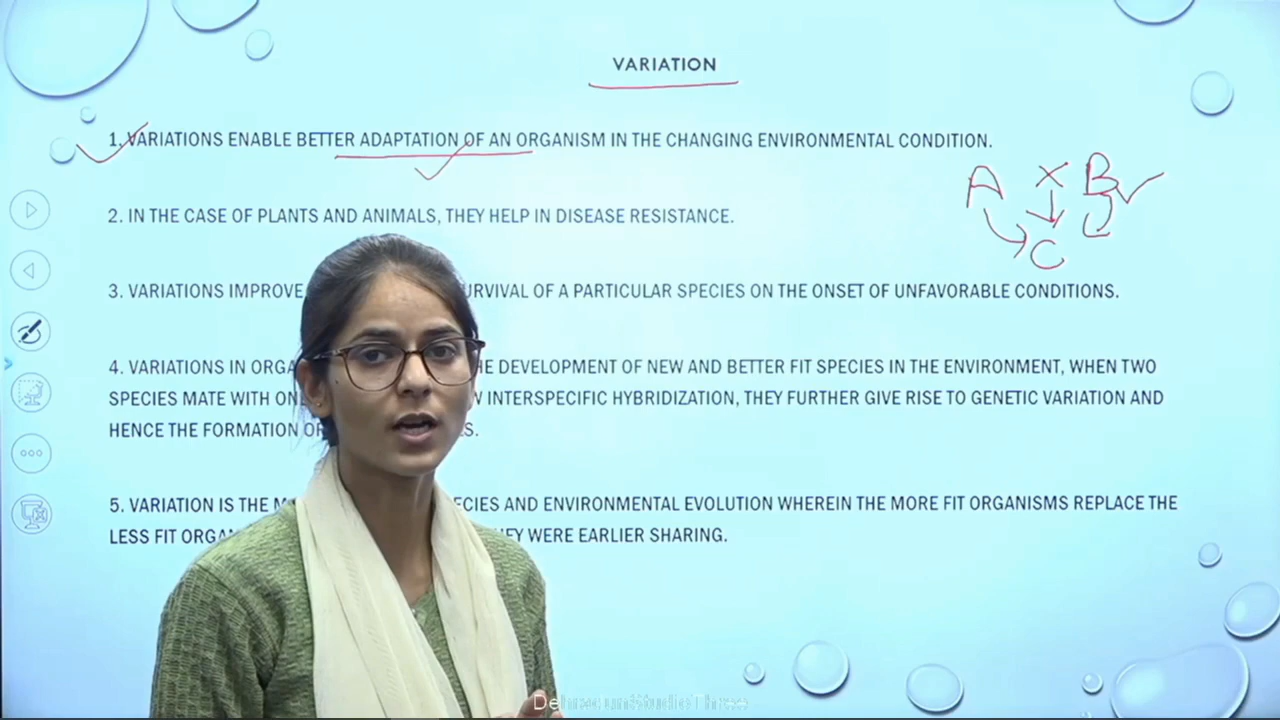 VARIATION
1. VARIATIONS ENABLE BETTER ADAPTATION OF AN ORGANISM IN THE CHANGING ENVIRONMENTAL CONDITION.
A X B
C
2. IN THE CASE OF PLANTS AND ANIMALS, THEY HELP IN DISEASE RESISTANCE.
3. VARIATIONS IMPROVE URVIVAL OF A PARTICULAR SPECIES ON THE ONSET OF UNFAVORABLE CONDITIONS.
4. VARIATIONS IN ORGA HE DEVELOPMENT OF NEW AND BETTER FIT SPECIES IN THE ENVIRONMENT, WHEN TWO
SPECIES MATE WITH ON INTERSPECIFIC HYBRIDIZATION, THEY FURTHER GIVE RISE TO GENETIC VARIATION AND
HENCE THE FORMATION S.
5. VARIATION IS THE ECIES AND ENVIRONMENTAL EVOLUTION WHEREIN THE MORE FIT ORGANISMS REPLACE THE
LESS FIT WERE EARLIER SHARING.